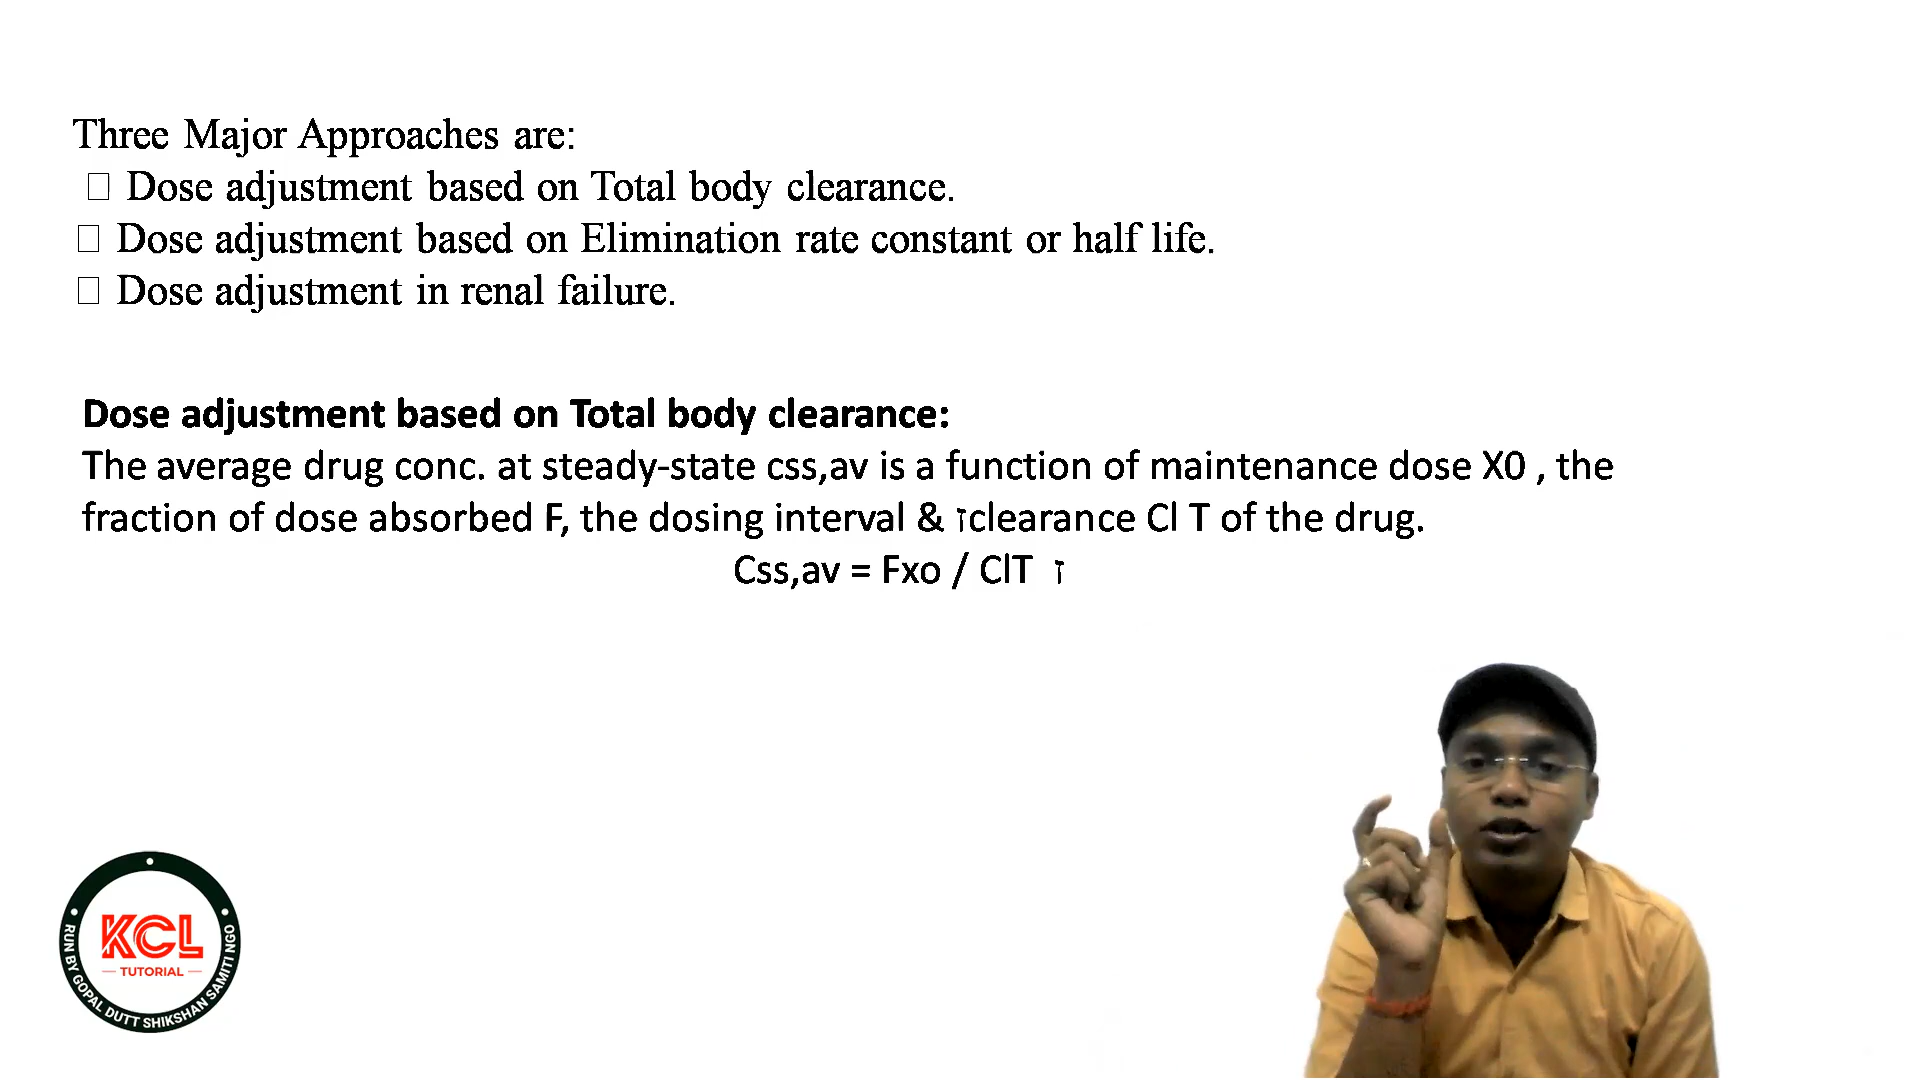 Three Major Approaches are:
□ Dose adjustment based on Total body clearance.
□ Dose adjustment based on Elimination rate constant or half life.
□ Dose adjustment in renal failure.
Dose adjustment based on Total body clearance:
The average drug conc. at steady-state css,av is a function of maintenance dose X0 , the
fraction of dose absorbed F, the dosing interval & ז clearance Cl T of the drug.
Css,av = Fxo / ClT ז
KCL
TUTORIAL
RUN BY GOPAL DUTT SHIKSHAN SAMITI NGO